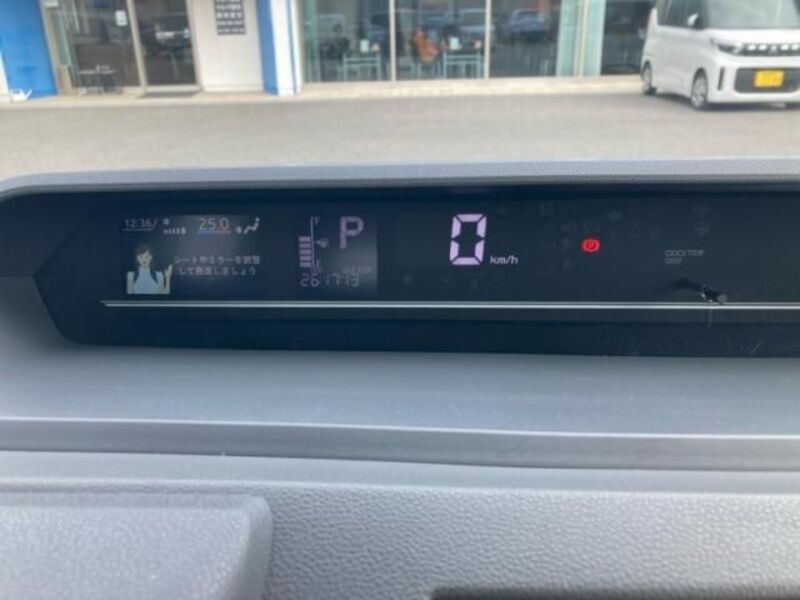 12:36
25.0
シートやミラーを調整
して発進しましょう
F
P
261713
0
km/h
P
ODO/TRIP
DISP